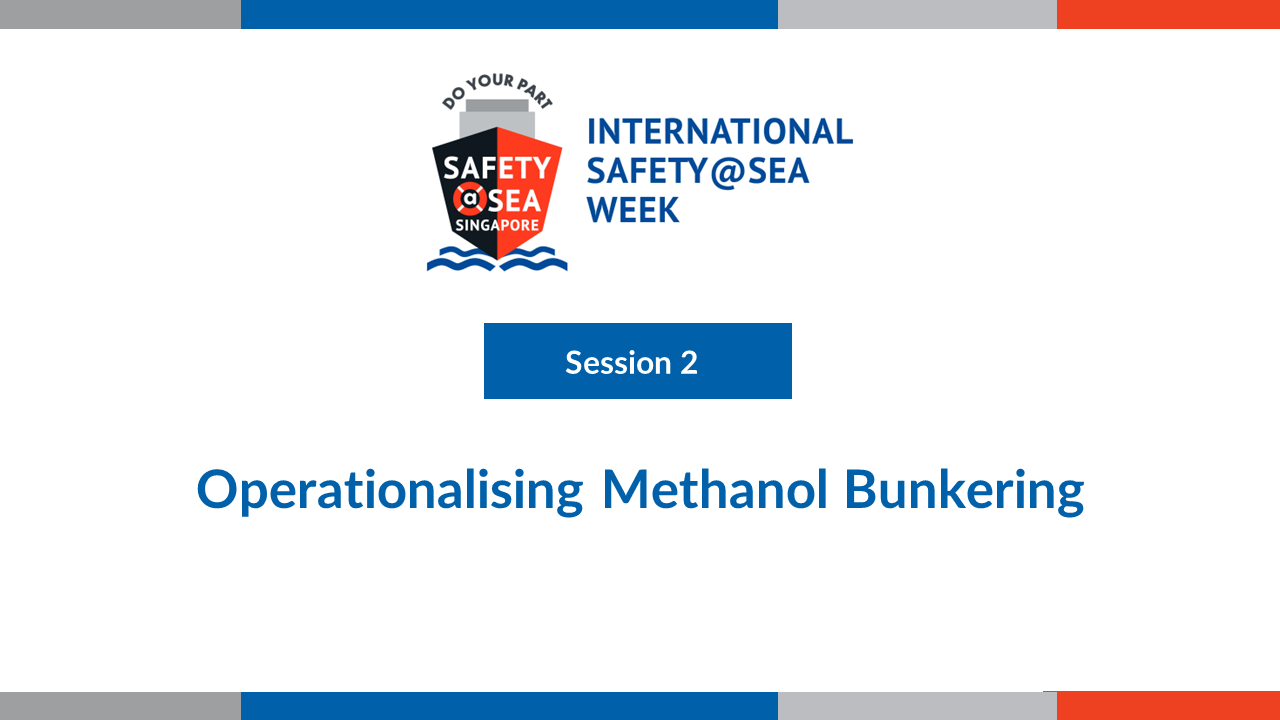 DO YOUR PART
SAFETY
@ SEA
SINGAPORE
INTERNATIONAL
SAFETY@SEA
WEEK
Session 2
Operationalising Methanol Bunkering